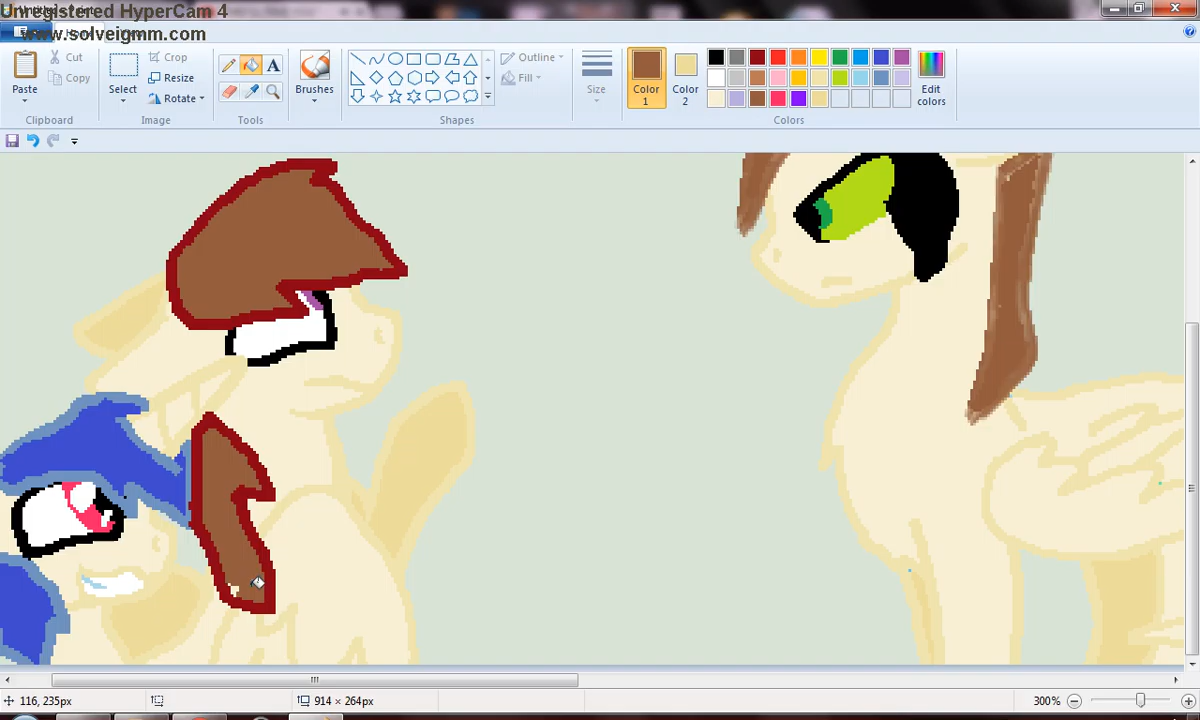 Unregistered HyperCam 4
www.solveigmm.com
Paste
Cut
Copy
Clipboard
Select
Crop
Resize
Rotate
Image
A
Tools
Brushes
Outline
Fill
Shapes
Size
Color 1
Color 2
Edit colors
Colors
116, 235px
914 × 264px
300%